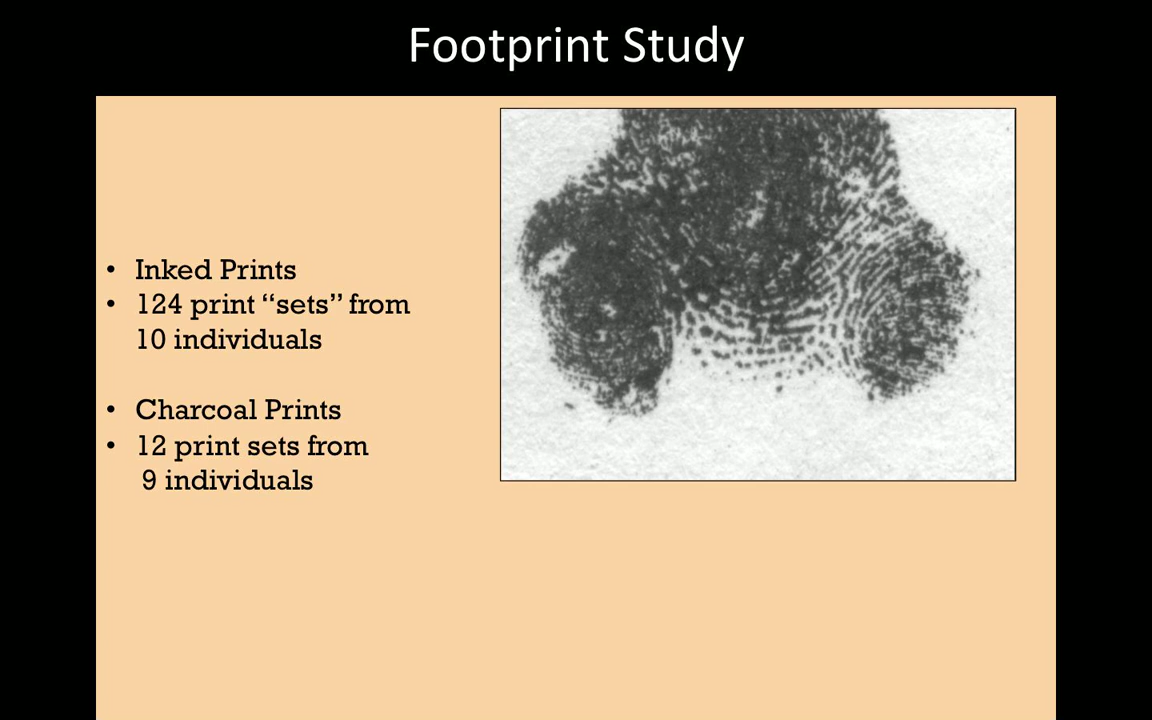 Footprint Study
• Inked Prints
• 124 print “sets” from
10 individuals
• Charcoal Prints
• 12 print sets from
9 individuals